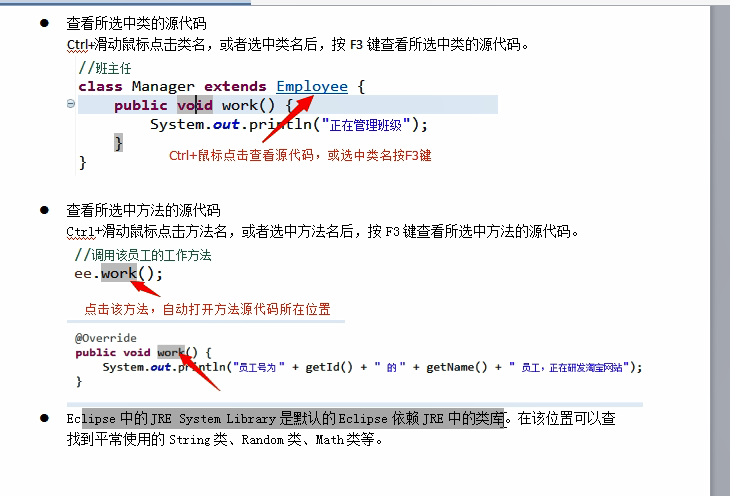 ● 查看所选中类的源代码
Ctrl+滑动鼠标点击类名，或者选中类名后，按 F3 键查看所选中类的源代码。
//班主任
class Manager extends Employee {
public void work() {
System.out.println("正在管理班级");
}
}
Ctrl+鼠标点击查看源代码，或选中类名按F3键
● 查看所选中方法的源代码
Ctrl+滑动鼠标点击方法名，或者选中方法名后，按 F3 键查看所选中方法的源代码。
//调用该员工的工作方法
ee.work();
点击该方法，自动打开方法源代码所在位置
@Override
public void work() {
System.out.println("员工号为 " + getId() + " 的 " + getName() + " 员工，正在研发淘宝网站");
}
● Eclipse 中的 JRE System Library 是默认的 Eclipse 依赖 JRE 中的类库。在该位置可以查
找到平常使用的 String 类、Random 类、Math 类等。